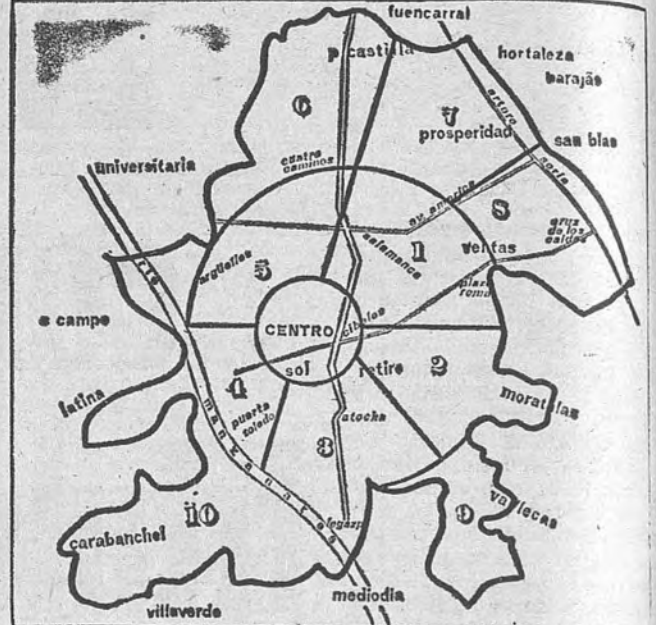 fuencarral
p castilla
hortaleza
barajas
6
7
arturo
prosperidad
san blas
universitaria
cuatro
caminos
soria
av. america
8
cruz
de los
caidos
salamanca
1
ventas
rio
argüelles
5
plaza
roma
c campo
CENTRO
cibeles
sol
retiro
2
4
latina
puerta
toledo
atocha
moratalas
manzanares
3
vallecas
10
legazpi
9
carabanchel
villaverde
mediodia